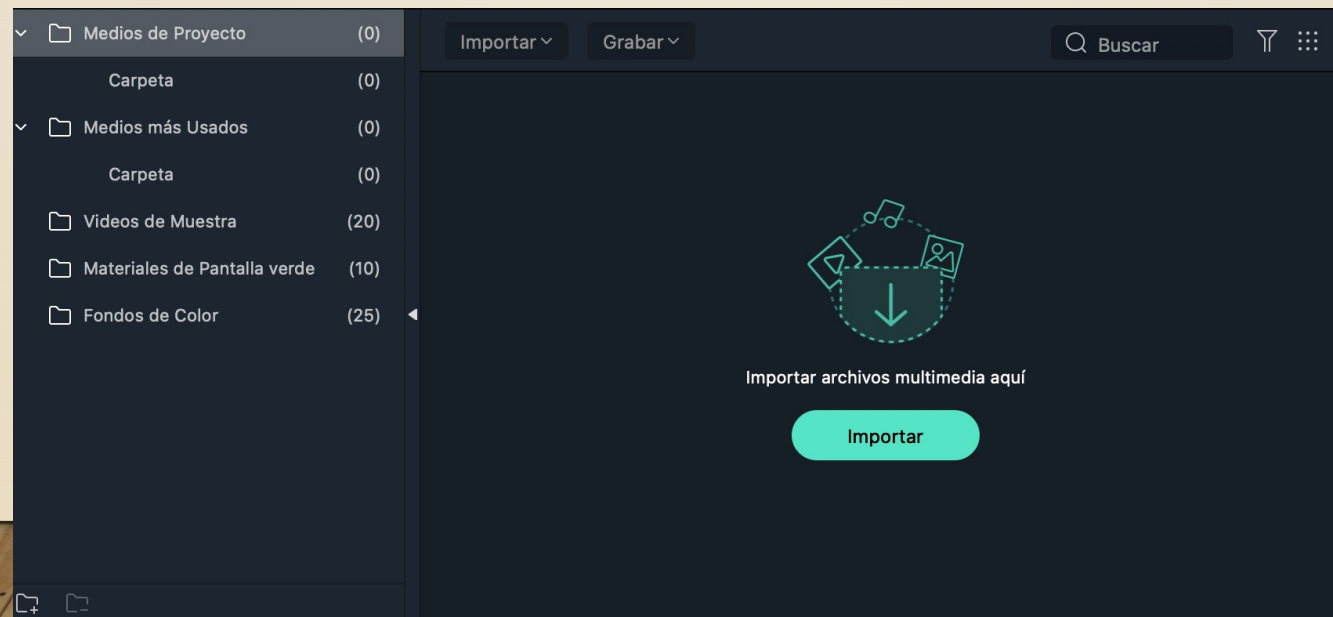 Medios de Proyecto (0)
Carpeta (0)
Medios más Usados (0)
Carpeta (0)
Videos de Muestra (20)
Materiales de Pantalla verde (10)
Fondos de Color (25)
Importar Grabar Buscar
Importar archivos multimedia aquí
Importar